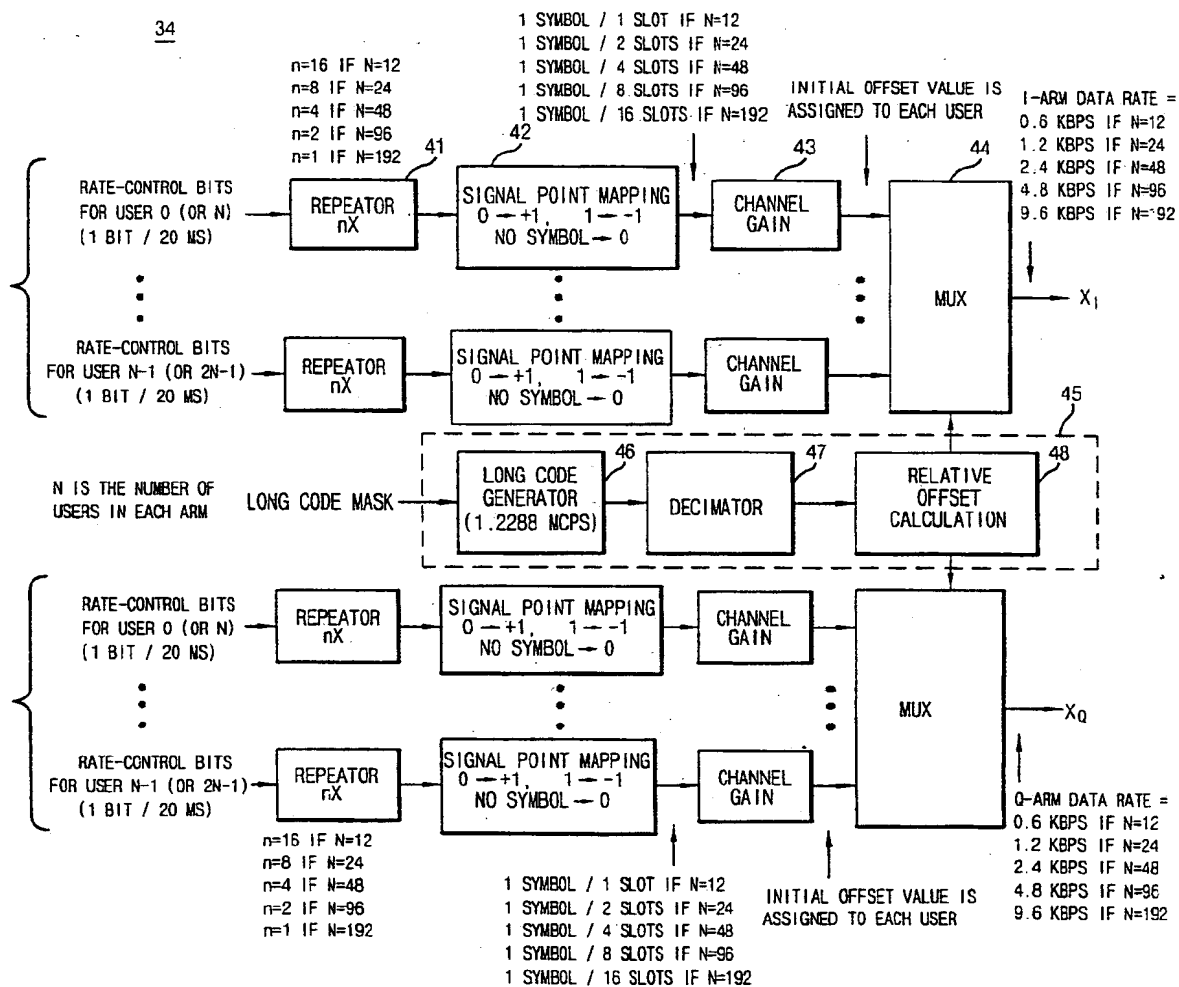 34
1 SYMBOL / 1 SLOT IF N=12
1 SYMBOL / 2 SLOTS IF N=24
1 SYMBOL / 4 SLOTS IF N=48
1 SYMBOL / 8 SLOTS IF N=96
1 SYMBOL / 16 SLOTS IF N=192
n=16 IF N=12
n=8 IF N=24
n=4 IF N=48
n=2 IF N=96
n=1 IF N=192
INITIAL OFFSET VALUE IS
ASSIGNED TO EACH USER
I-ARM DATA RATE =
0.6 KBPS IF N=12
1.2 KBPS IF N=24
2.4 KBPS IF N=48
4.8 KBPS IF N=96
9.6 KBPS IF N=192
41
42
43
44
RATE-CONTROL BITS
FOR USER 0 (OR N)
(1 BIT / 20 MS)
REPEATOR
nX
SIGNAL POINT MAPPING
0→+1, 1→-1
NO SYMBOL→0
CHANNEL
GAIN
MUX
X_I
RATE-CONTROL BITS
FOR USER N-1 (OR 2N-1)
(1 BIT / 20 MS)
REPEATOR
nX
SIGNAL POINT MAPPING
0→+1, 1→-1
NO SYMBOL→0
CHANNEL
GAIN
45
N IS THE NUMBER OF
USERS IN EACH ARM
LONG CODE MASK
LONG CODE
GENERATOR
(1.2288 MCPS)
46
DECIMATOR
47
RELATIVE
OFFSET
CALCULATION
48
RATE-CONTROL BITS
FOR USER 0 (OR N)
(1 BIT / 20 MS)
REPEATOR
nX
SIGNAL POINT MAPPING
0→+1, 1→-1
NO SYMBOL→0
CHANNEL
GAIN
MUX
X_Q
RATE-CONTROL BITS
FOR USER N-1 (OR 2N-1)
(1 BIT / 20 MS)
REPEATOR
nX
SIGNAL POINT MAPPING
0→+1, 1→-1
NO SYMBOL→0
CHANNEL
GAIN
n=16 IF N=12
n=8 IF N=24
n=4 IF N=48
n=2 IF N=96
n=1 IF N=192
1 SYMBOL / 1 SLOT IF N=12
1 SYMBOL / 2 SLOTS IF N=24
1 SYMBOL / 4 SLOTS IF N=48
1 SYMBOL / 8 SLOTS IF N=96
1 SYMBOL / 16 SLOTS IF N=192
INITIAL OFFSET VALUE IS
ASSIGNED TO EACH USER
Q-ARM DATA RATE =
0.6 KBPS IF N=12
1.2 KBPS IF N=24
2.4 KBPS IF N=48
4.8 KBPS IF N=96
9.6 KBPS IF N=192